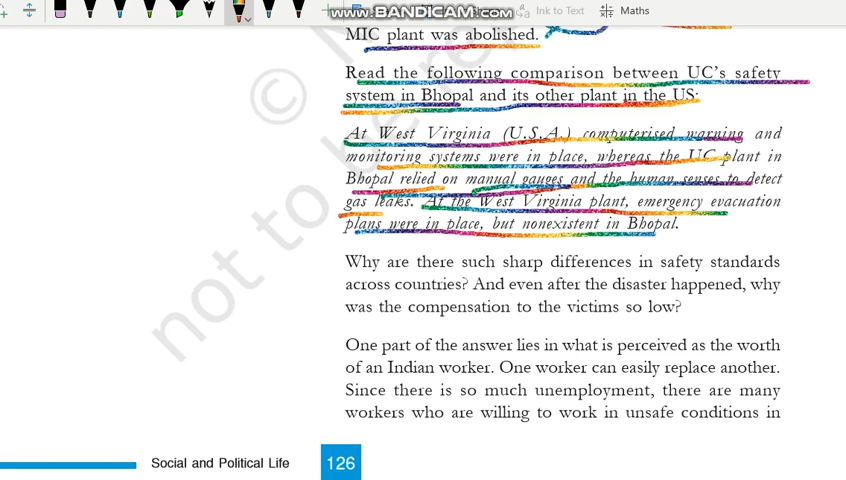 Ink to Text
Maths
www.BANDICAM.com
MIC plant was abolished.
Read the following comparison between UC's safety
system in Bhopal and its other plant in the US:
At West Virginia (U.S.A.) computerised warning and
monitoring systems were in place, whereas the UC plant in
Bhopal relied on manual gauges and the human senses to detect
gas leaks. At the West Virginia plant, emergency evacuation
plans were in place, but nonexistent in Bhopal.
Why are there such sharp differences in safety standards
across countries? And even after the disaster happened, why
was the compensation to the victims so low?
One part of the answer lies in what is perceived as the worth
of an Indian worker. One worker can easily replace another.
Since there is so much unemployment, there are many
workers who are willing to work in unsafe conditions in
Social and Political Life
126
©
not to be re